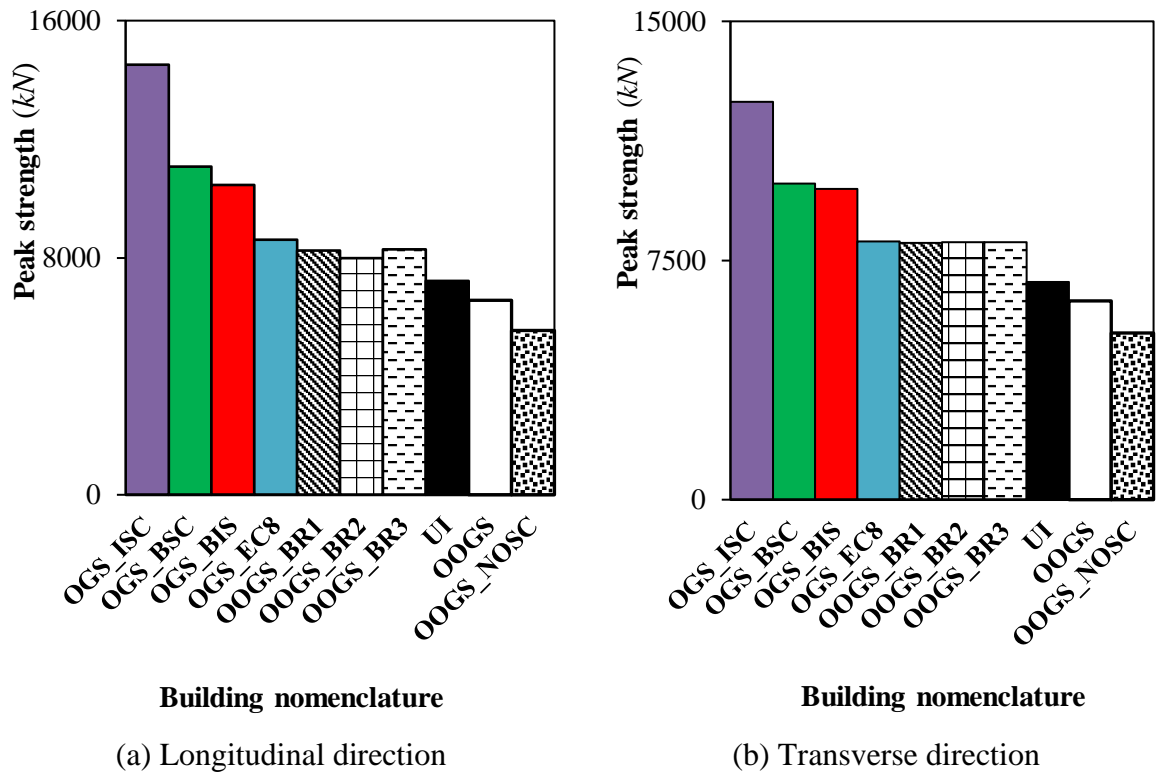 16000
8000
0
Peak strength (kN)
OGS_ISC
OGS_BSC
OGS_BIS
OGS_EC8
OOGS_BR1
OOGS_BR2
OOGS_BR3
UI
OOGS
OOGS_NOSC
Building nomenclature
(a) Longitudinal direction
15000
7500
0
Peak strength (kN)
OGS_ISC
OGS_BSC
OGS_BIS
OGS_EC8
OOGS_BR1
OOGS_BR2
OOGS_BR3
UI
OOGS
OOGS_NOSC
Building nomenclature
(b) Transverse direction